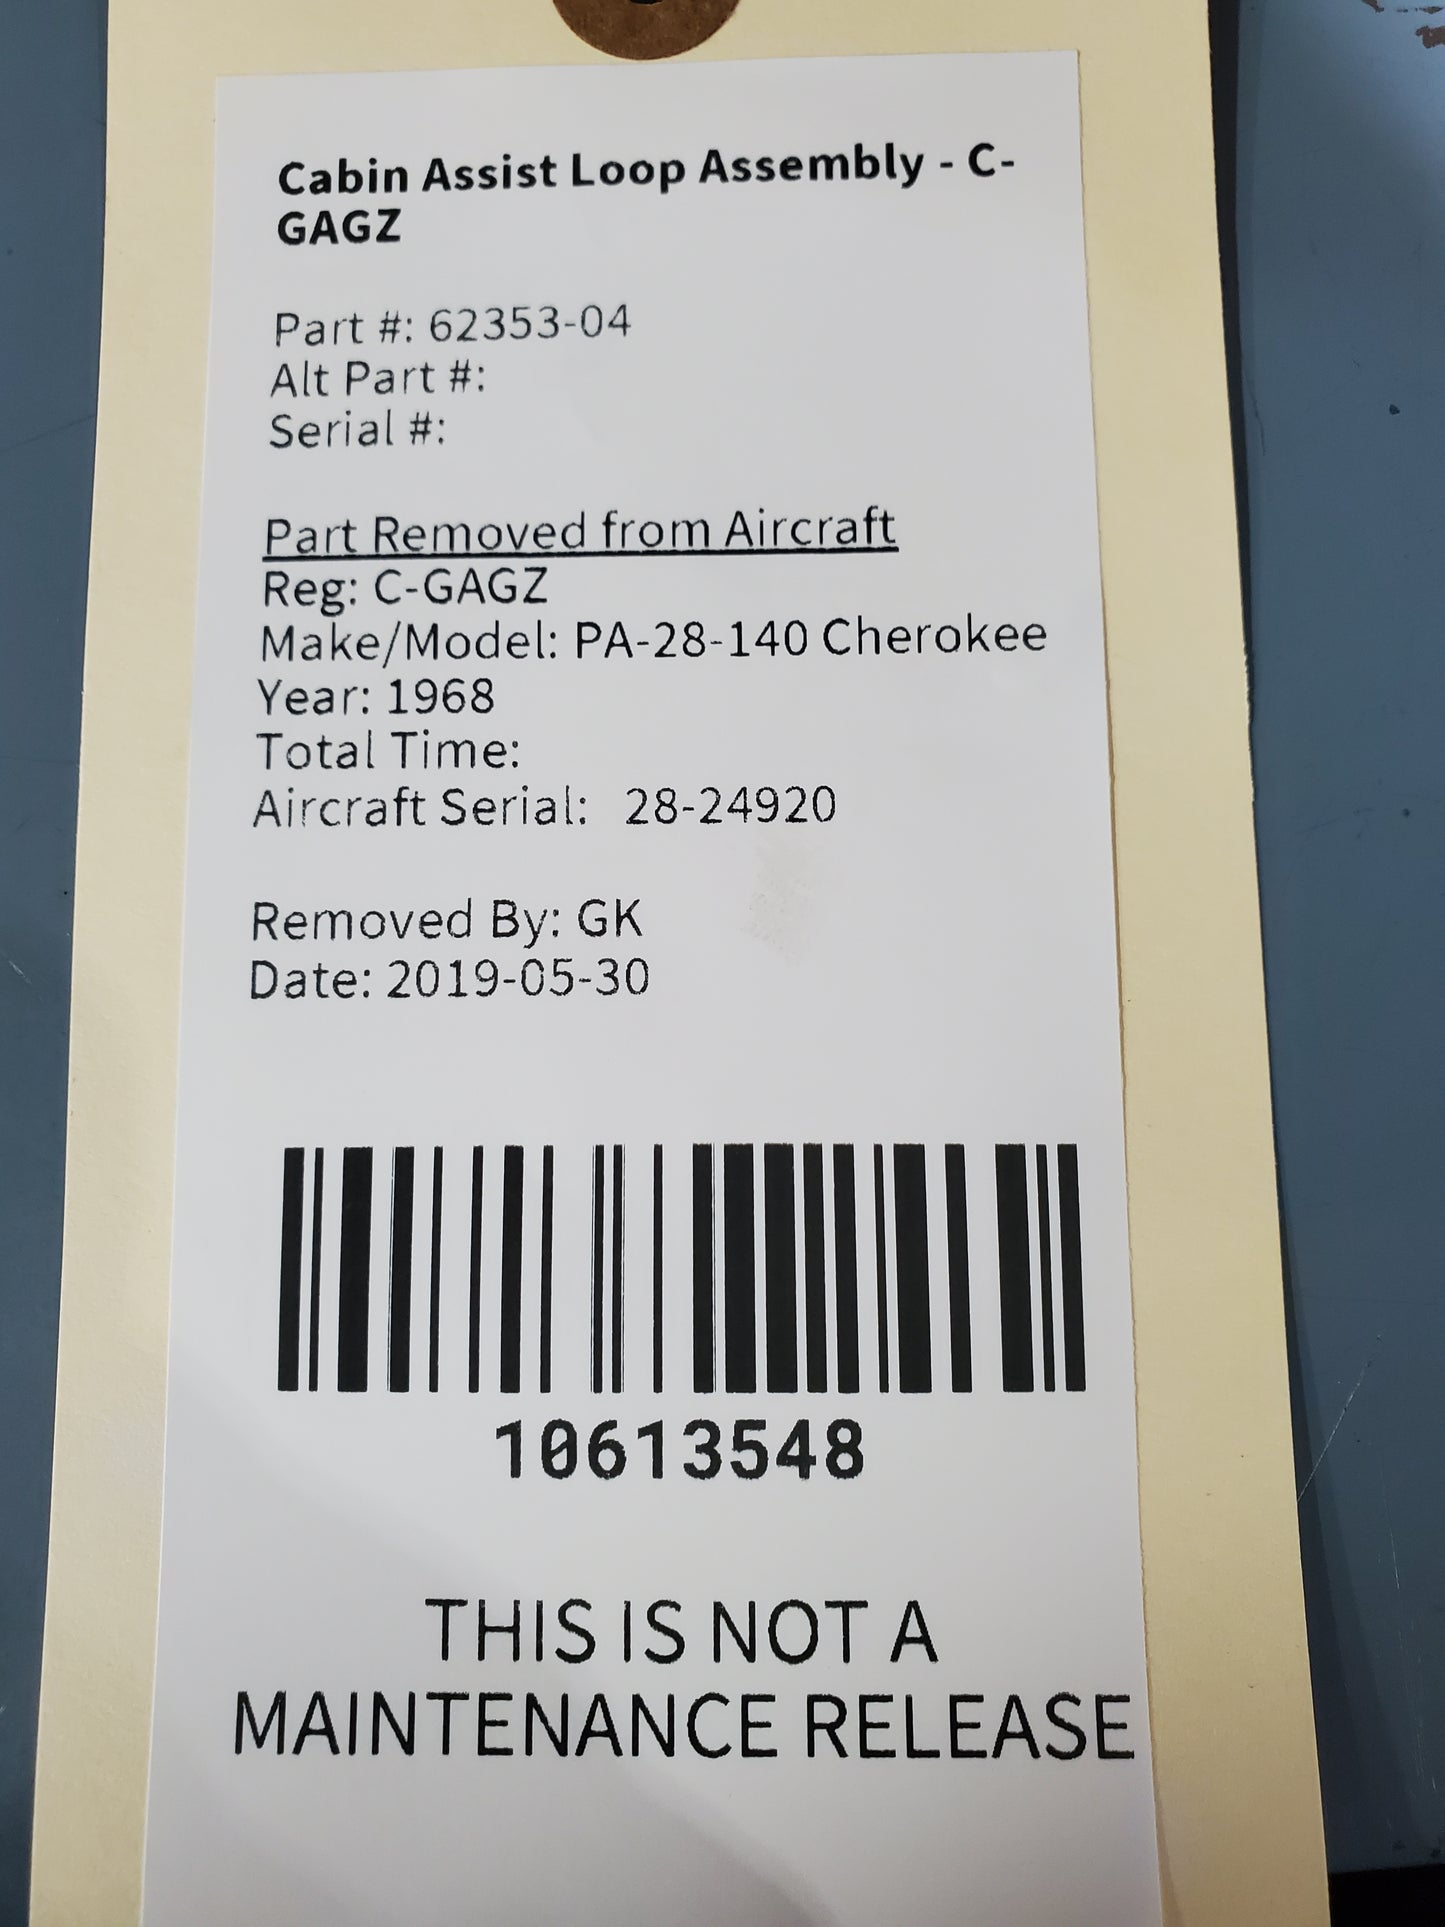 Cabin Assist Loop Assembly - C-
GAGZ
Part #: 62353-04
Alt Part #:
Serial #:
Part Removed from Aircraft
Reg: C-GAGZ
Make/Model: PA-28-140 Cherokee
Year: 1968
Total Time:
Aircraft Serial: 28-24920
Removed By: GK
Date: 2019-05-30
10613548
THIS IS NOT A
MAINTENANCE RELEASE